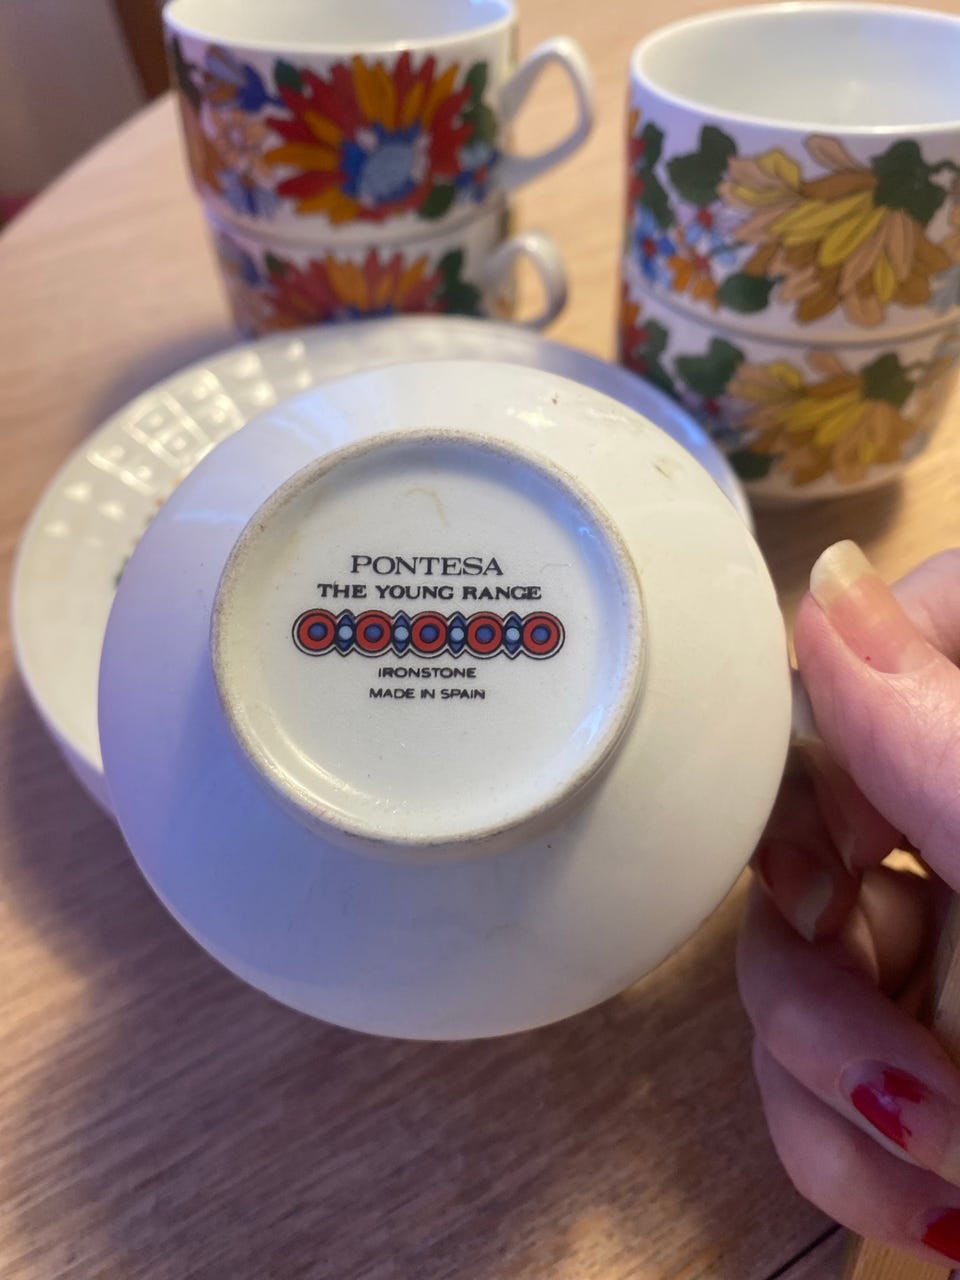 PONTESA
THE YOUNG RANGE
IRONSTONE
MADE IN SPAIN